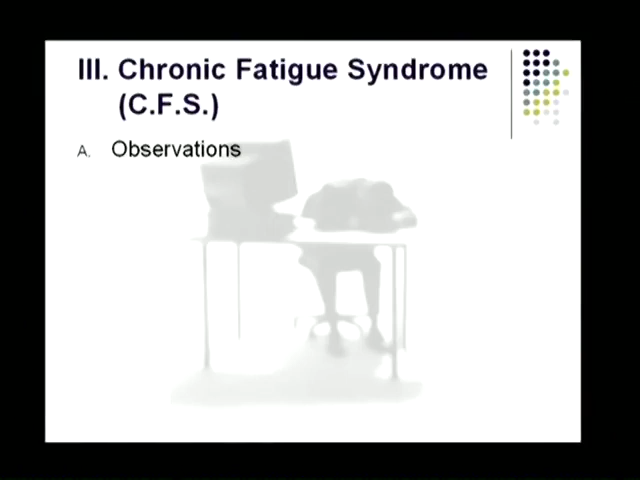 III. Chronic Fatigue Syndrome
(C.F.S.)
A. Observations